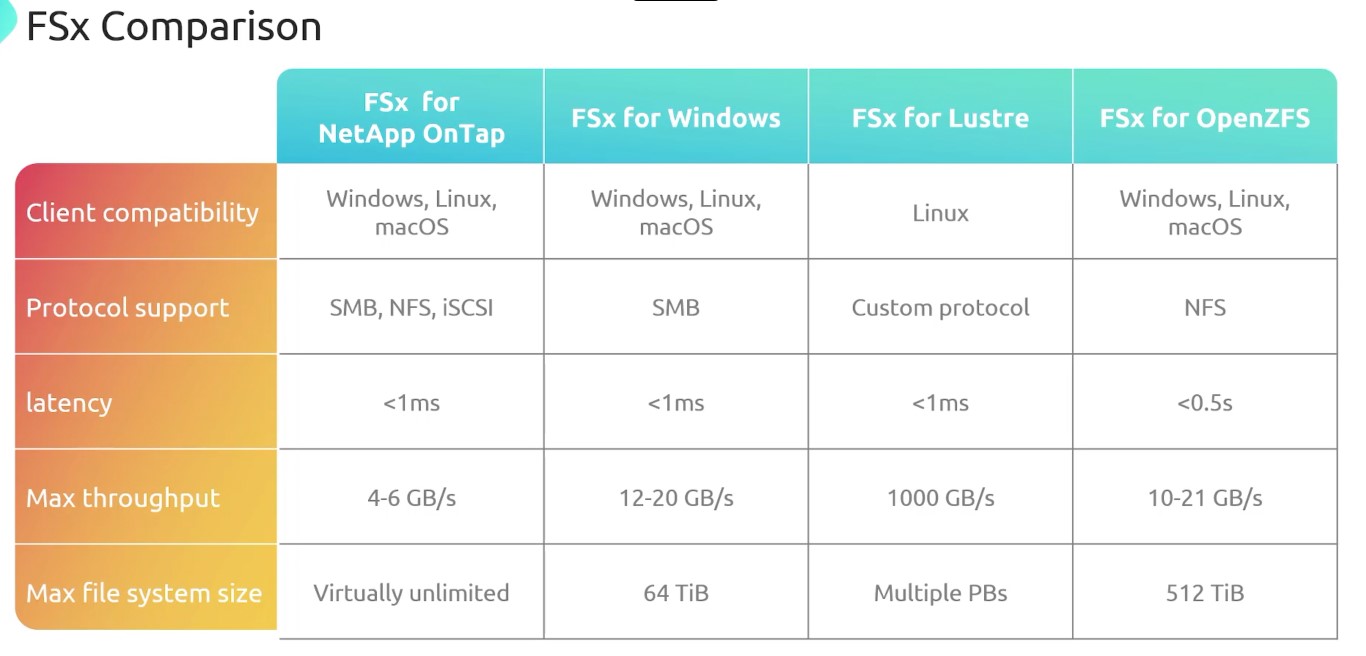 FSx Comparison
FSx for
NetApp OnTap
FSx for Windows
FSx for Lustre
FSx for OpenZFS
Client compatibility
Windows, Linux,
macOS
Windows, Linux,
macOS
Linux
Windows, Linux,
macOS
Protocol support
SMB, NFS, iSCSI
SMB
Custom protocol
NFS
latency
<1ms
<1ms
<1ms
<0.5s
Max throughput
4-6 GB/s
12-20 GB/s
1000 GB/s
10-21 GB/s
Max file system size
Virtually unlimited
64 TiB
Multiple PBs
512 TiB